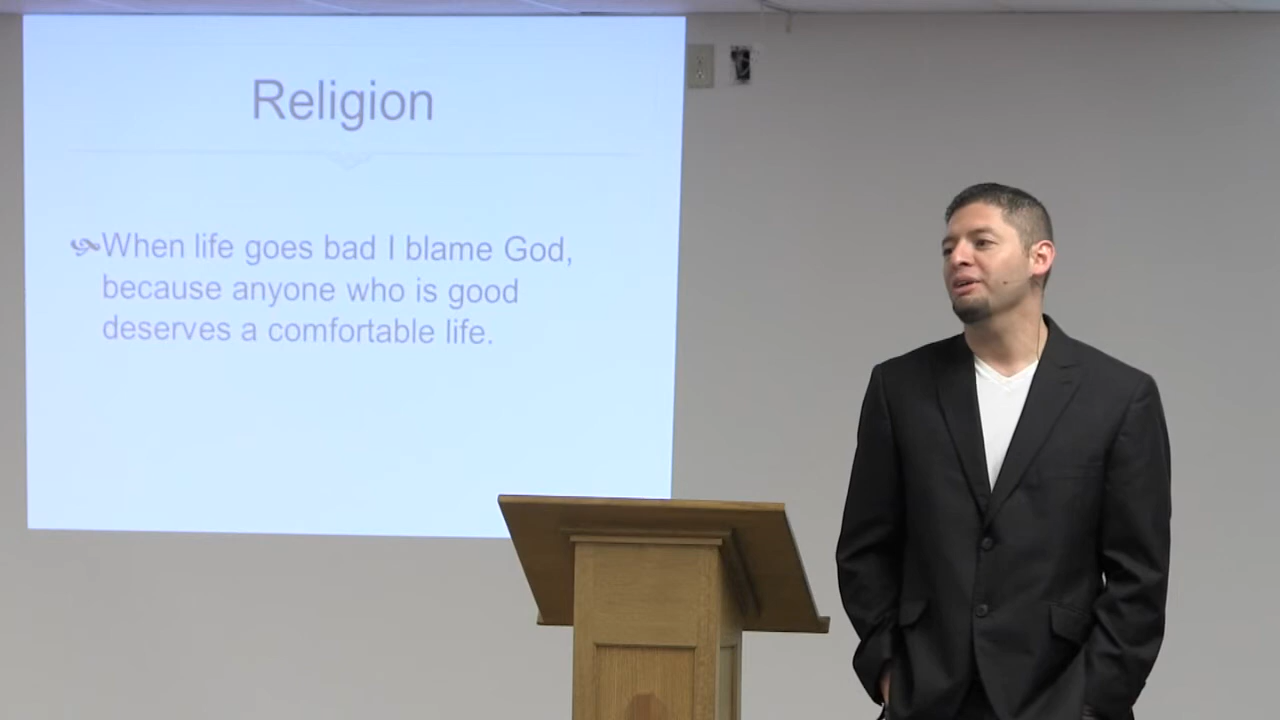 Religion
When life goes bad I blame God,
because anyone who is good
deserves a comfortable life.